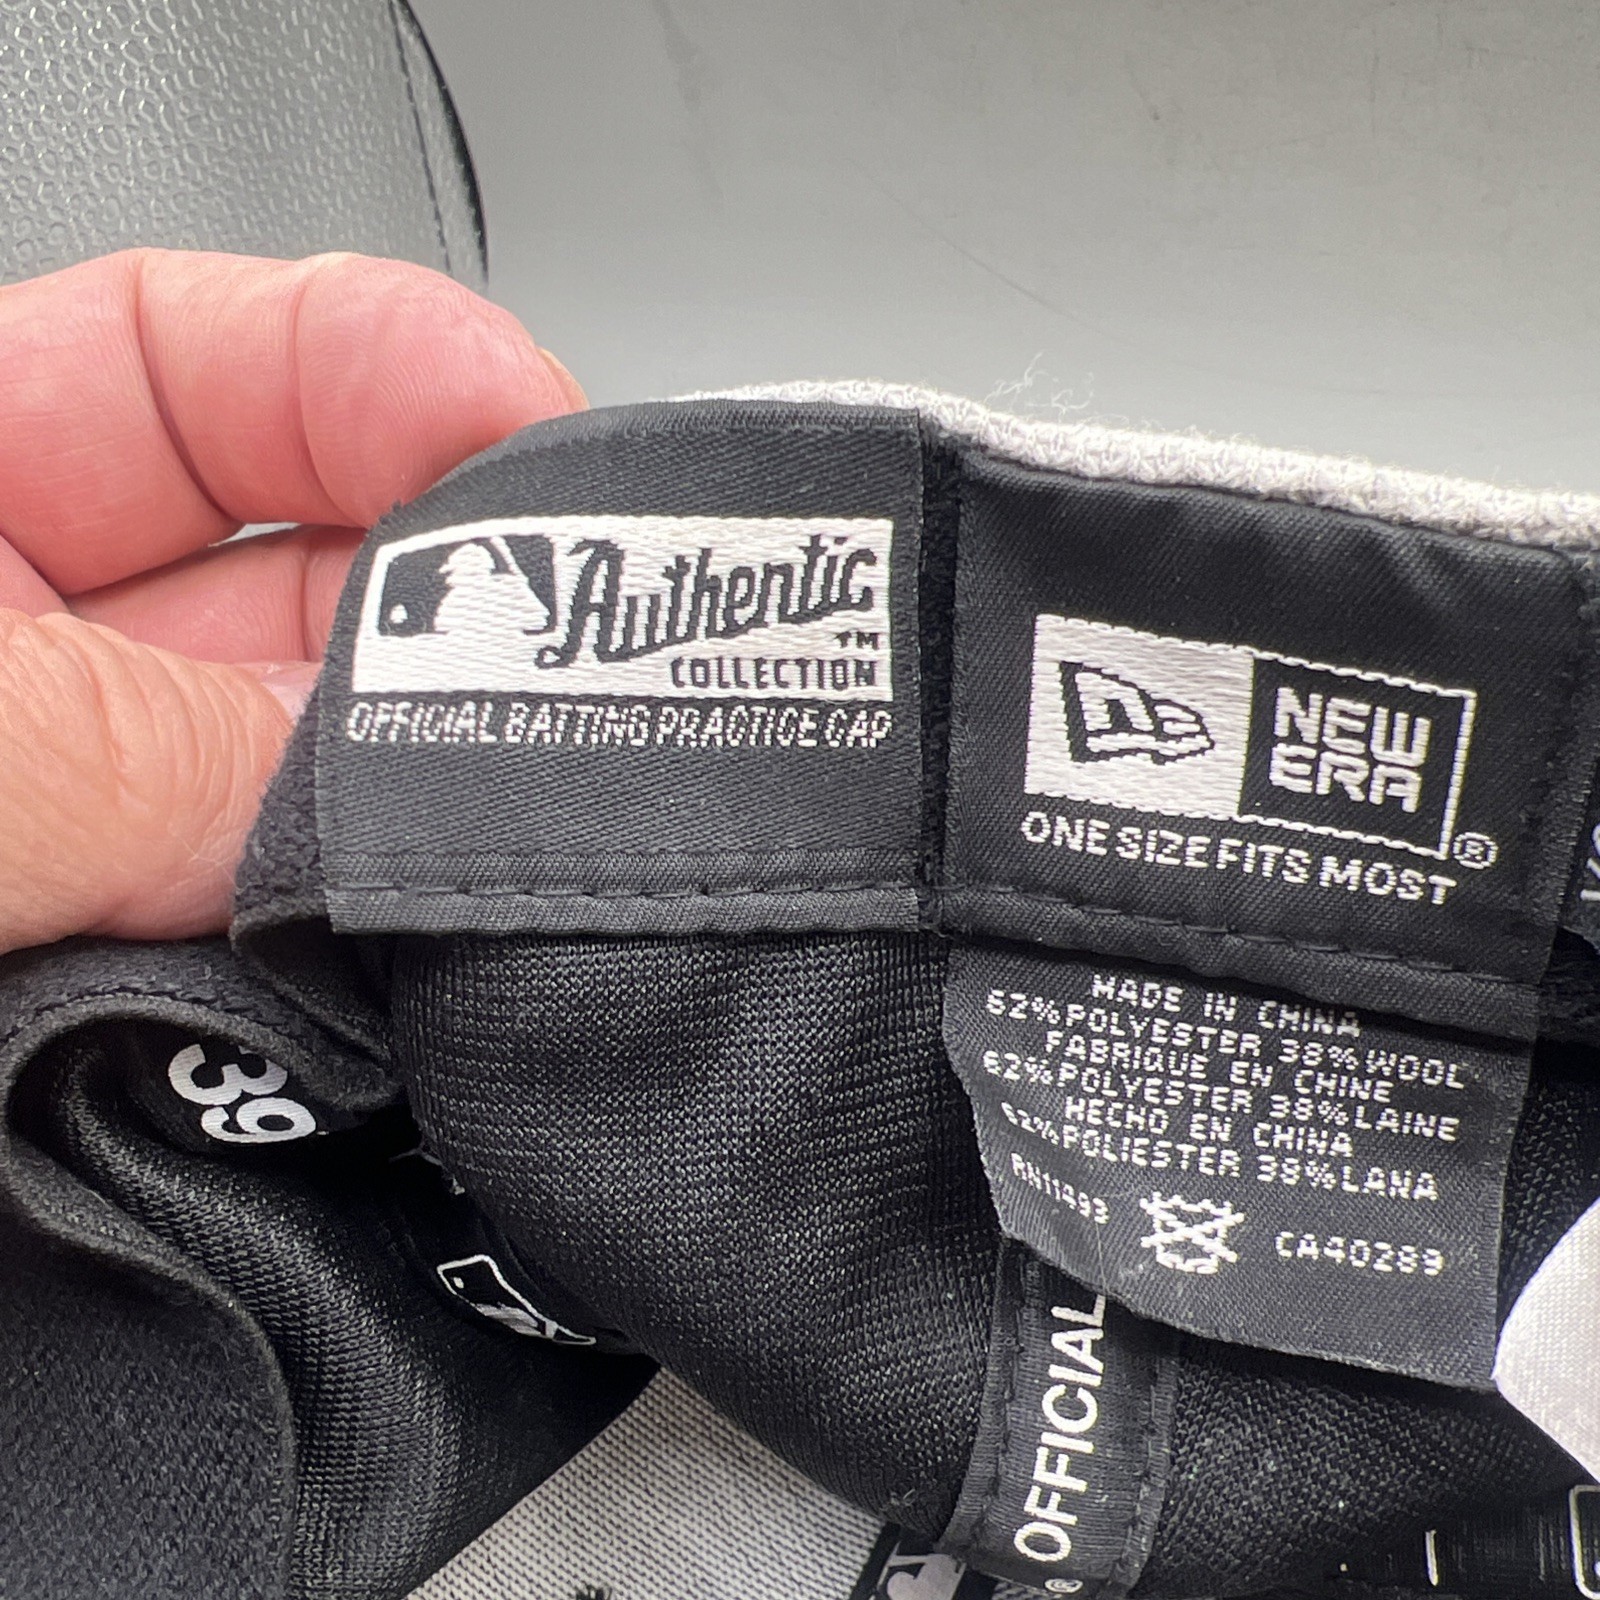 Authentic
TM
COLLECTION
OFFICIAL BATTING PRACTICE CAP
NEW
ERA
®
ONE SIZE FITS MOST
MADE IN CHINA
62% POLYESTER 38% WOOL
FABRIQUE EN CHINE
62% POLYESTER 38% LAINE
HECHO EN CHINA
62% POLIESTER 38% LANA
RN11493
CA40289
39
OFFICIAL
®